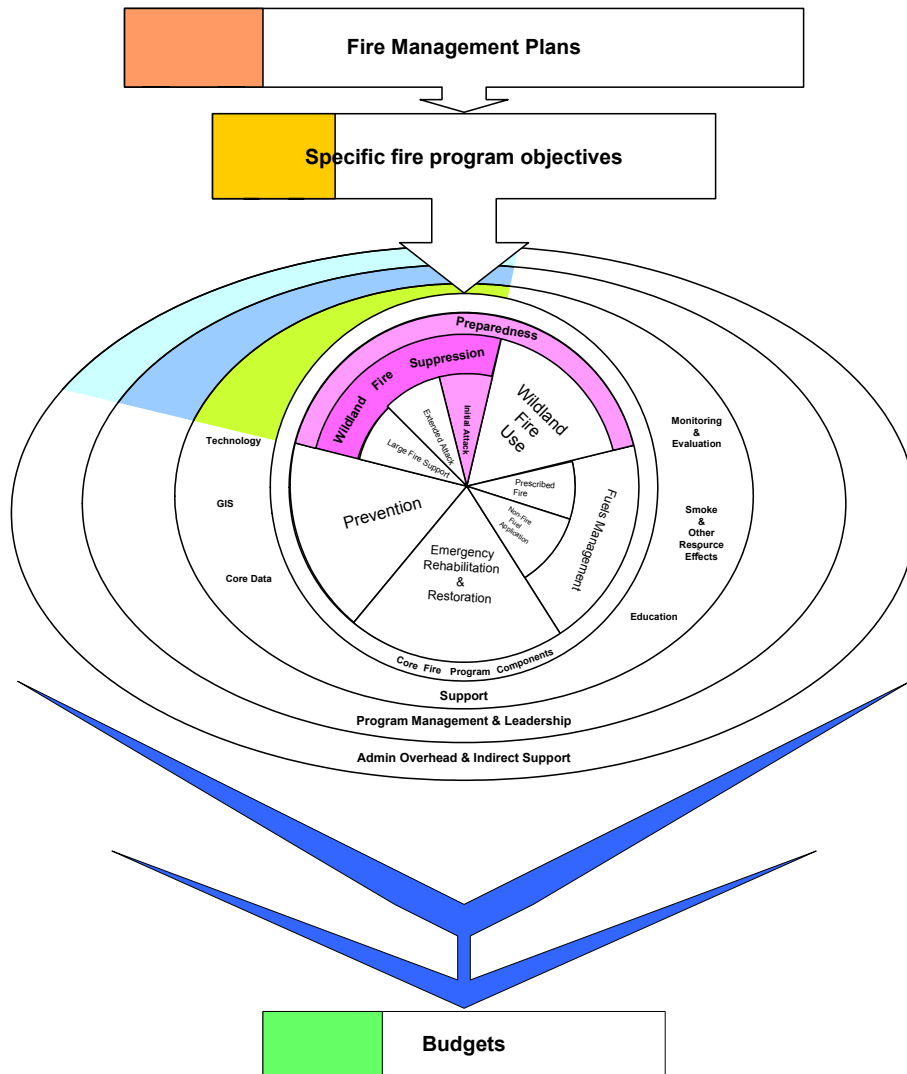 Fire Management Plans
Specific fire program objectives
Preparedness
Wildland Fire Suppression
Initial Attack
Extended Attack
Large Fire Support
Wildland
Fire
Use
Prescribed
Fire
Non-Fire
Fuel
Application
Fuels Management
Prevention
Emergency
Rehabilitation
&
Restoration
Core Fire Program Components
Technology
GIS
Core Data
Monitoring
&
Evaluation
Smoke
&
Other
Resource
Effects
Education
Support
Program Management & Leadership
Admin Overhead & Indirect Support
Budgets